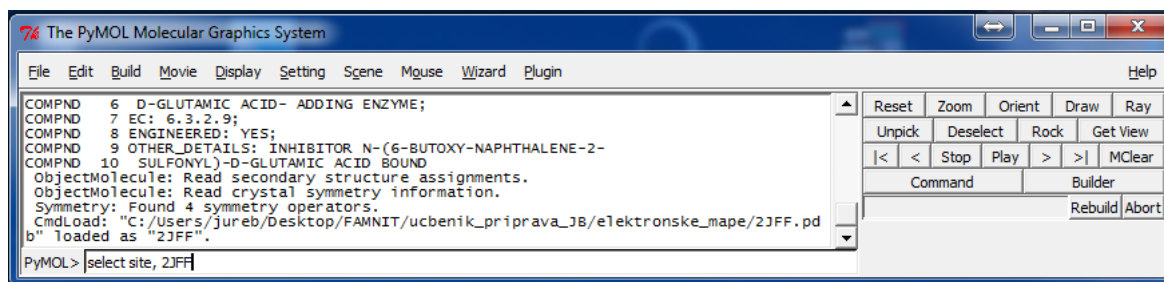 The PyMOL Molecular Graphics System
File Edit Build Movie Display Setting Scene Mouse Wizard Plugin Help
COMPND 6 D-GLUTAMIC ACID- ADDING ENZYME;
COMPND 7 EC: 6.3.2.9;
COMPND 8 ENGINEERED: YES;
COMPND 9 OTHER_DETAILS: INHIBITOR N-(6-BUTOXY-NAPHTHALENE-2-
COMPND 10 SULFONYL)-D-GLUTAMIC ACID BOUND
ObjectMolecule: Read secondary structure assignments.
ObjectMolecule: Read crystal symmetry information.
Symmetry: Found 4 symmetry operators.
CmdLoad: "C:/Users/jureb/Desktop/FAMNIT/ucbenik_priprava_JB/elektronske_mape/2JFF.pd
b" loaded as "2JFF".
PyMOL> select site, 2JFF
Reset Zoom Orient Draw Ray
Unpick Deselect Rock Get View
|< < Stop Play > >| MClear
Command Builder
Rebuild Abort